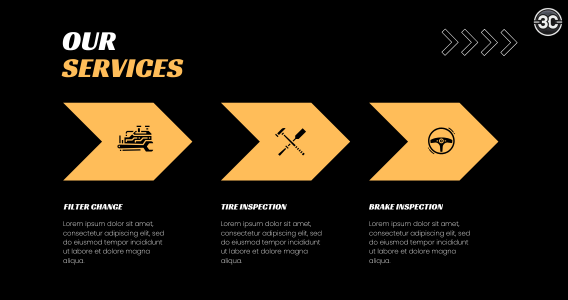 3C
OUR
SERVICES
FILTER CHANGE
Lorem ipsum dolor sit amet,
consectetur adipiscing elit, sed
do eiusmod tempor incididunt
ut labore et dolore magna
aliqua.
TIRE INSPECTION
Lorem ipsum dolor sit amet,
consectetur adipiscing elit, sed
do eiusmod tempor incididunt
ut labore et dolore magna
aliqua.
BRAKE INSPECTION
Lorem ipsum dolor sit amet,
consectetur adipiscing elit, sed
do eiusmod tempor incididunt
ut labore et dolore magna
aliqua.